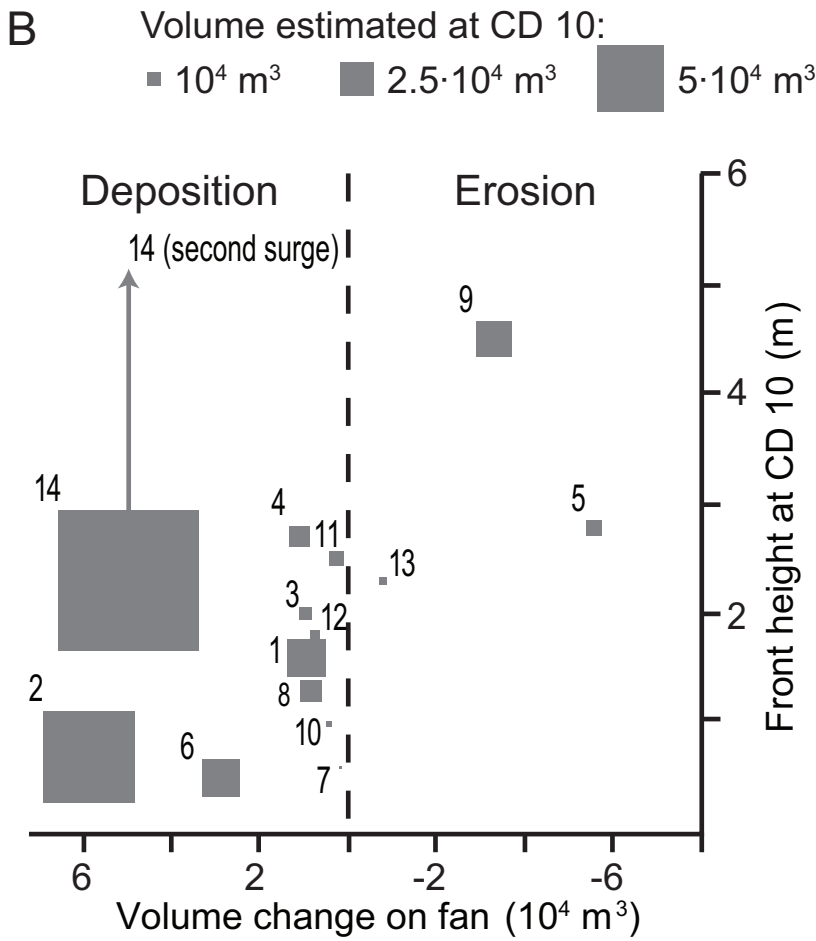 B
Volume estimated at CD 10:
10⁴ m³
2.5·10⁴ m³
5·10⁴ m³
Deposition
Erosion
6
14 (second surge)
9
4
14
4
11
5
13
3
12
2
1
2
8
6
10
7
Front height at CD 10 (m)
6
2
-2
-6
Volume change on fan (10⁴ m³)